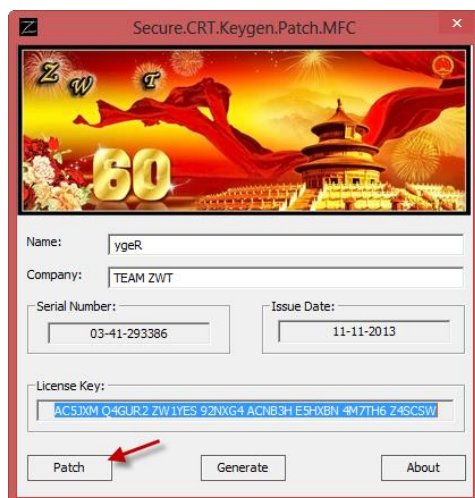 Secure.CRT.Keygen.Patch.MFC
Z W T
60
Name: ygeR
Company: TEAM ZWT
Serial Number: Issue Date:
03-41-293386 11-11-2013
License Key:
AC5JXM Q4GUR2 ZW1YES 92NXG4 ACNB3H E5HXBN 4M7TH6 Z4SCSW
Patch Generate About